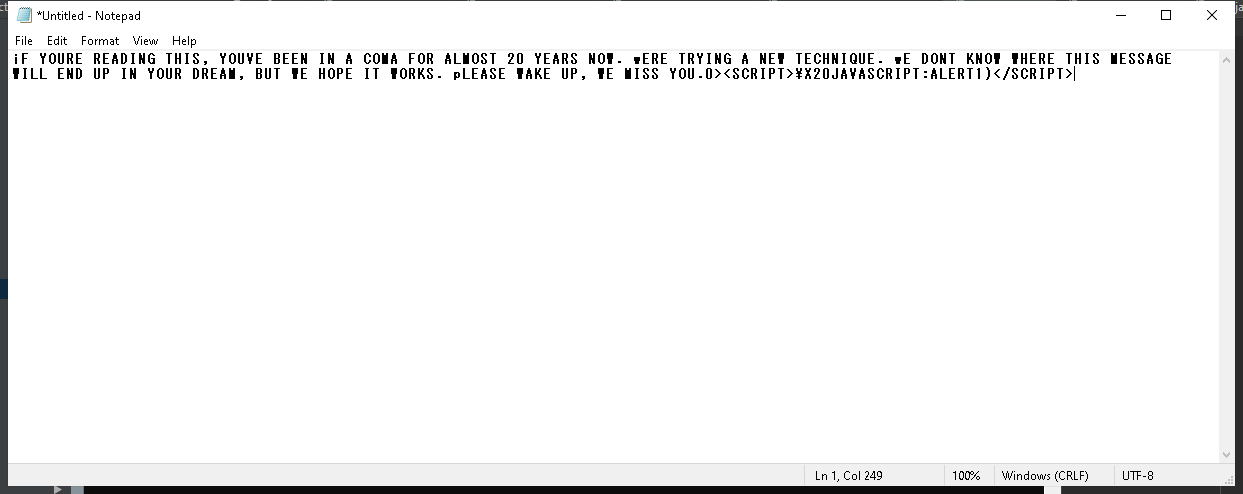 *Untitled - Notepad
File Edit Format View Help
iF YOURE READING THIS, YOUVE BEEN IN A COMA FOR ALMOST 20 YEARS NOW. wERE TRYING A NEW TECHNIQUE. wE DONT KNOW WHERE THIS MESSAGE
WILL END UP IN YOUR DREAM, BUT WE HOPE IT WORKS. pLEASE WAKE UP, WE MISS YOU.0><SCRIPT>¥X20JAVASCRIPT:ALERT1)</SCRIPT>
Ln 1, Col 249 100% Windows (CRLF) UTF-8